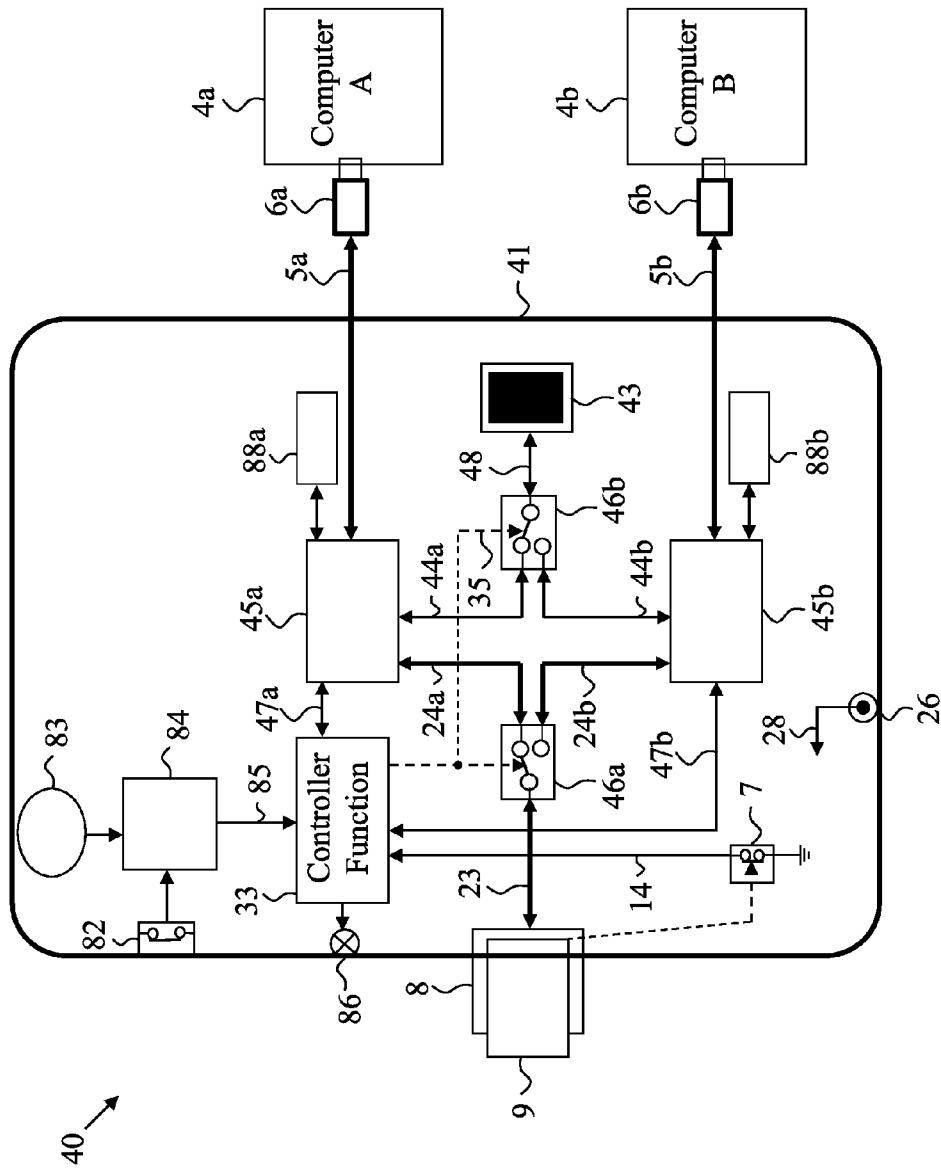 40
83
82
84
4a
33
85
45a
88a
6a
47a
5a
Controller
Function
Computer
A
86
8
24a
44a
23
35
48
41
9
4b
24b
46a
46b
43
14
44b
6b
47b
5b
Computer
B
7
28
45b
88b
26